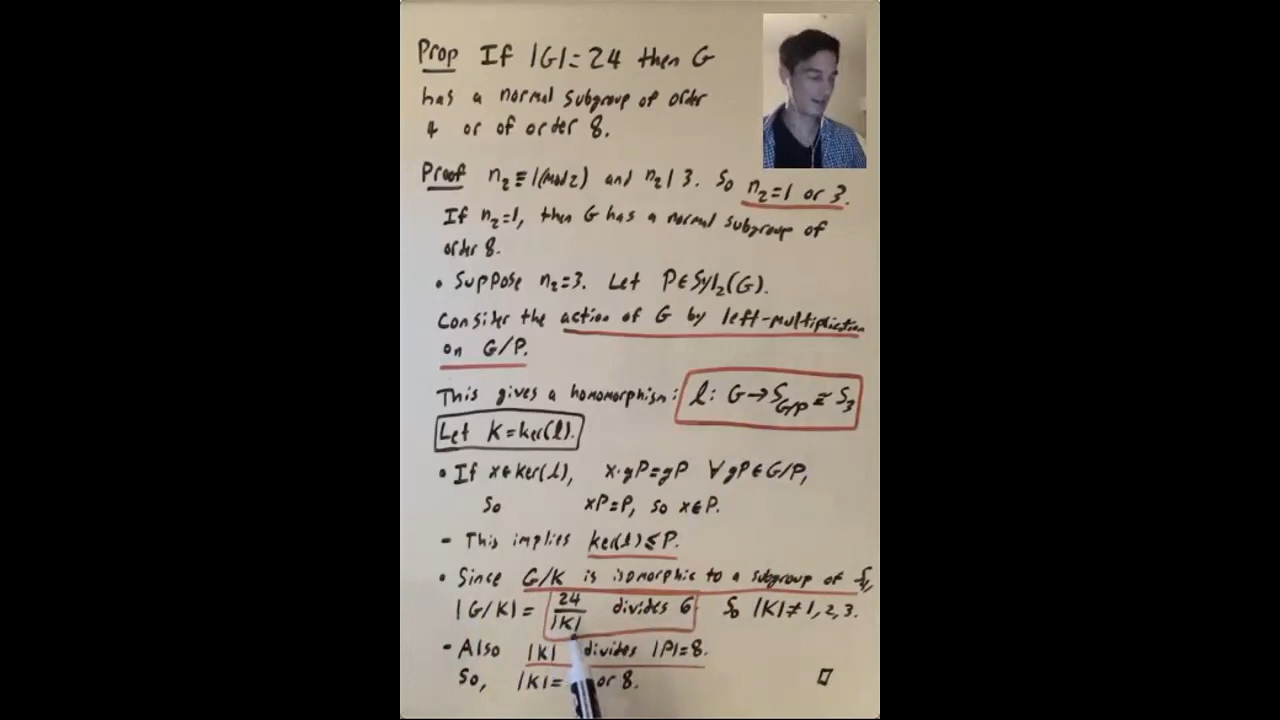 Prop If |G|=24 then G
has a normal subgroup of order
4 or of order 8.
Proof n₂≡1(mod 2) and n₂|3. So n₂=1 or 3.
If n₂=1, then G has a normal subgroup of
order 8.
• Suppose n₂=3. Let P∈Syl₂(G).
Consider the action of G by left-multiplication
on G/P.
This gives a homomorphism: l: G→S_{G/P}≅S₃
Let K=ker(l).
• If x∈ker(l), x·gP=gP ∀gP∈G/P,
So xP=P, so x∈P.
- This implies ker(l)≤P.
• Since G/K is isomorphic to a subgroup of
|G/K|= 24/|K| divides 6 So |K|≠1,2,3.
- Also |K| divides |P|=8.
So, |K|= or 8. □